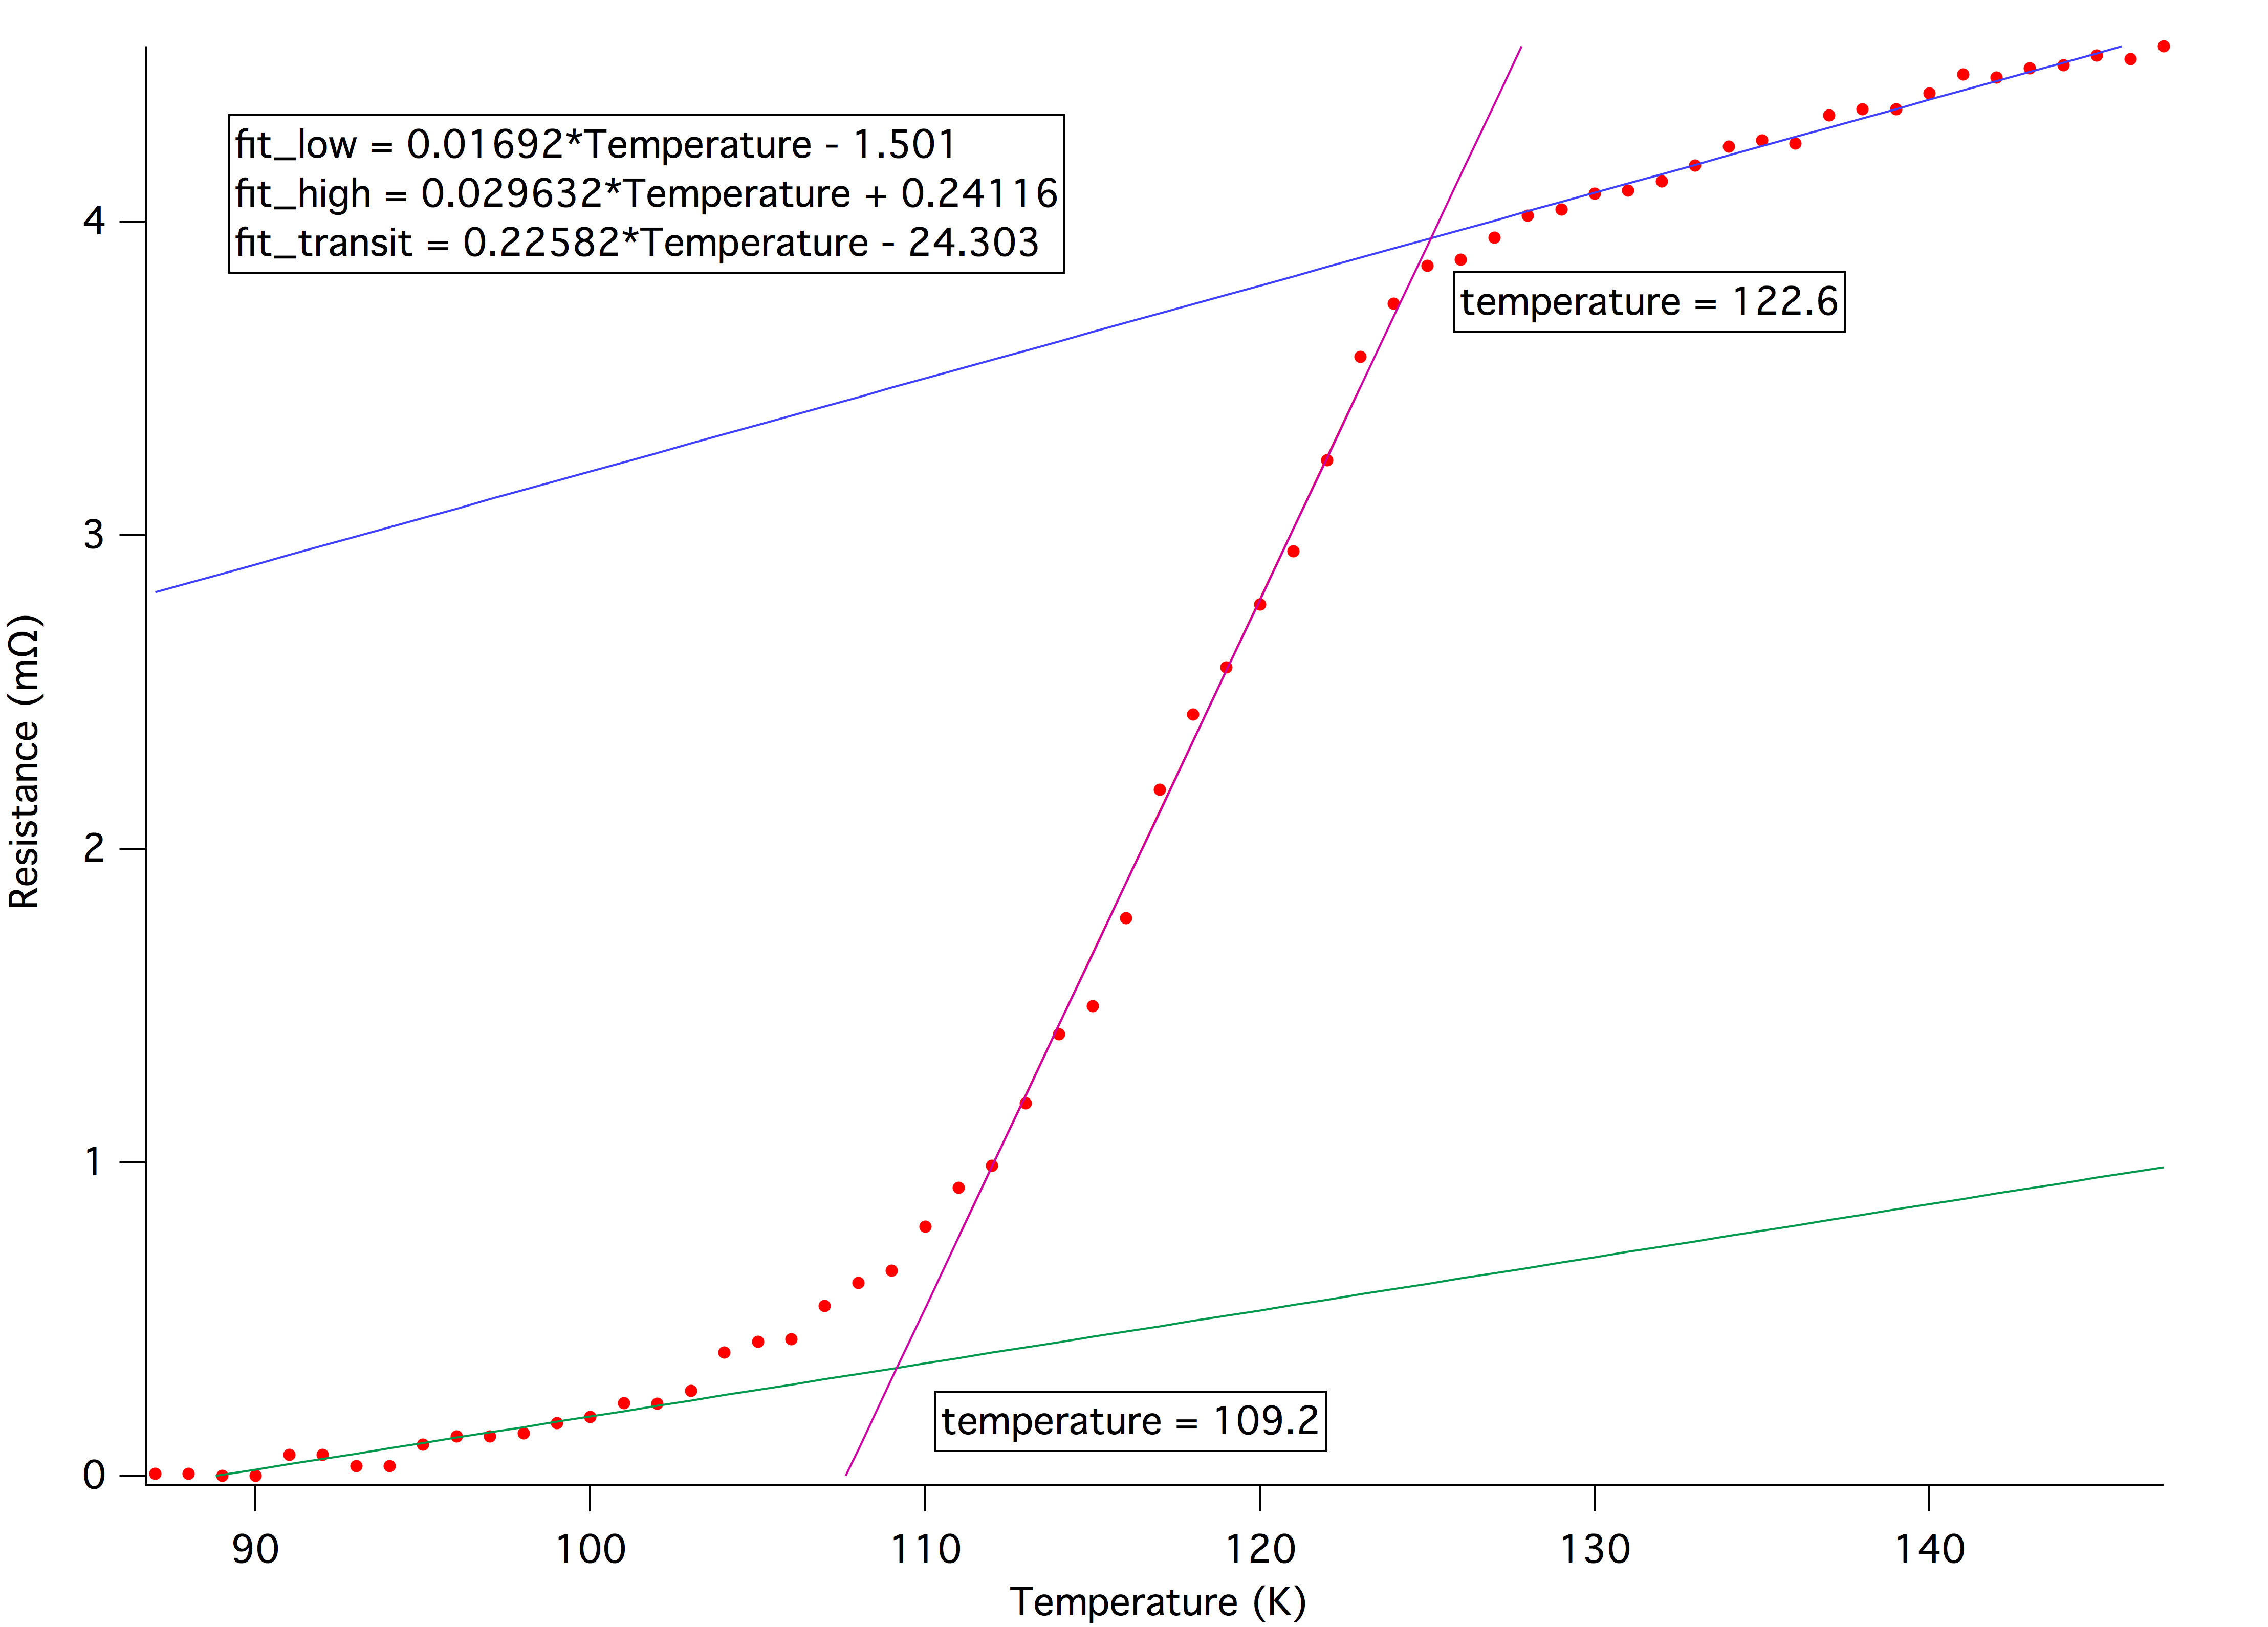 fit_low = 0.01692*Temperature - 1.501
fit_high = 0.029632*Temperature + 0.24116
fit_transit = 0.22582*Temperature - 24.303
temperature = 122.6
temperature = 109.2
Resistance (mΩ)
4
3
2
1
0
90 100 110 120 130 140
Temperature (K)